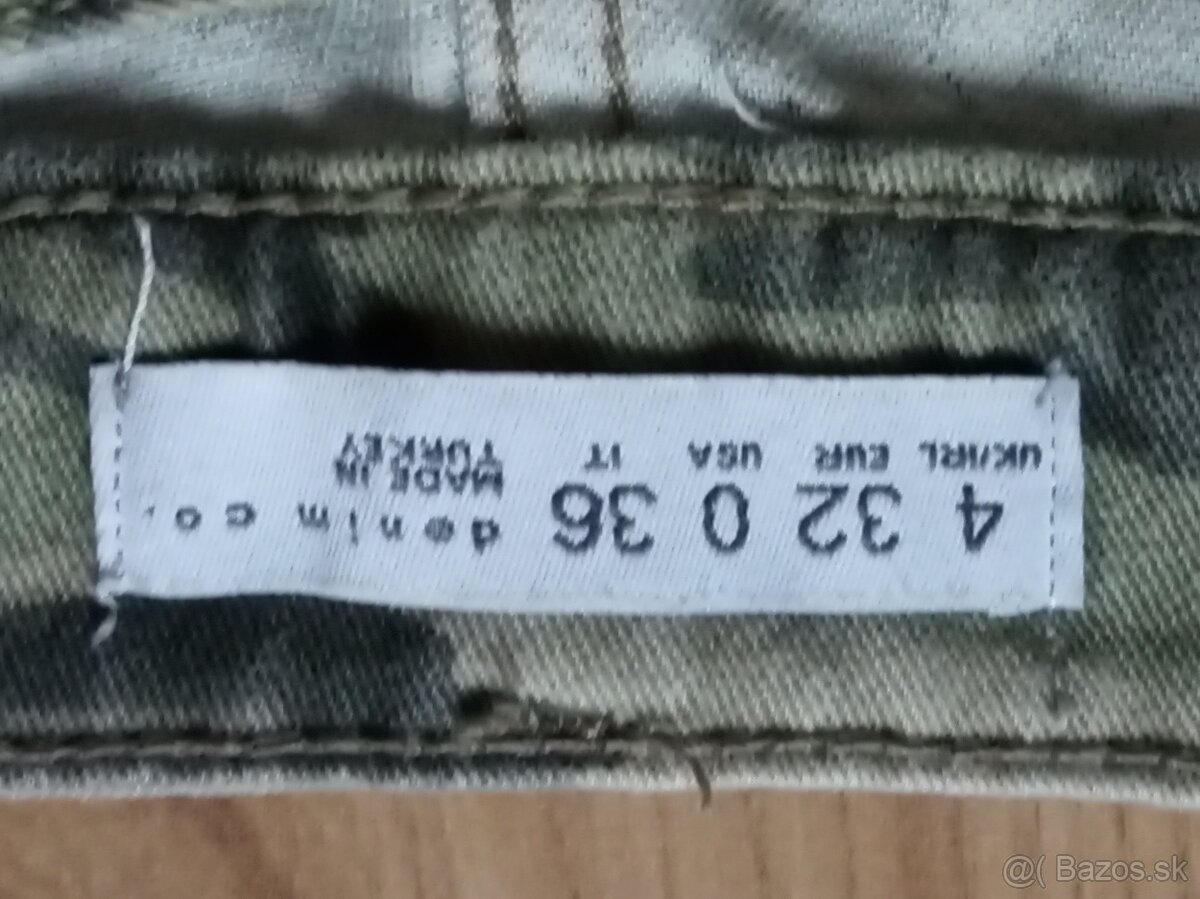 4 32 0 36 denim co.
UK/IRL EUR USA IT MADE IN
TURKEY
@( Bazos.sk